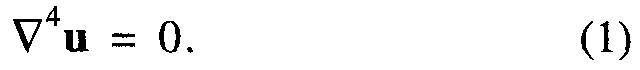 ∇⁴u = 0. (1)